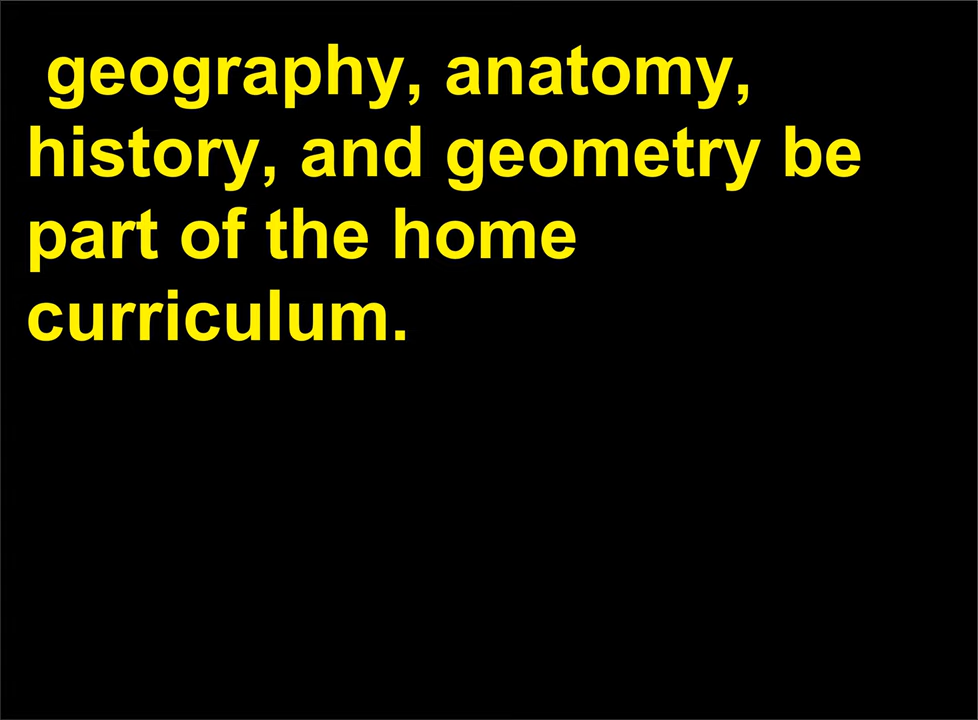 geography, anatomy,
history, and geometry be
part of the home
curriculum.